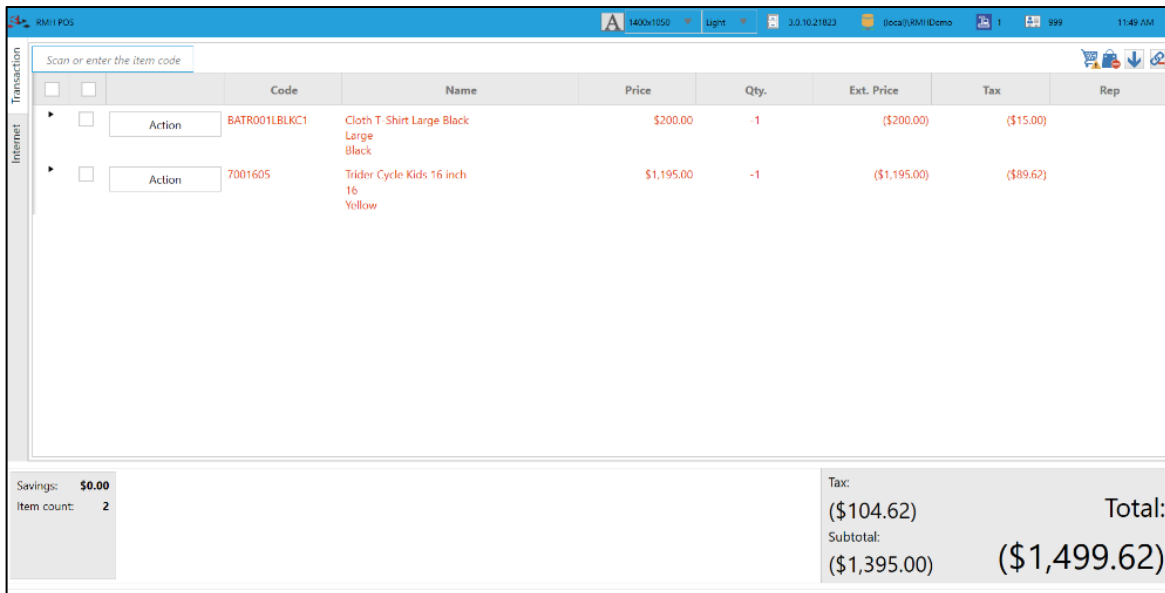 RMH POS A 1400x1050 Light 3.0.10.21823 (local)\RMHDemo 1 999 11:49 AM
Transaction
Internet
Scan or enter the item code
Code Name Price Qty. Ext. Price Tax Rep
Action BATR001LBLKC1 Cloth T-Shirt Large Black $200.00 -1 ($200.00) ($15.00)
Large
Black
Action 7001605 Trider Cycle Kids 16 inch $1,195.00 -1 ($1,195.00) ($89.62)
16
Yellow
Savings: $0.00
Item count: 2
Tax:
($104.62)
Subtotal:
($1,395.00)
Total:
($1,499.62)